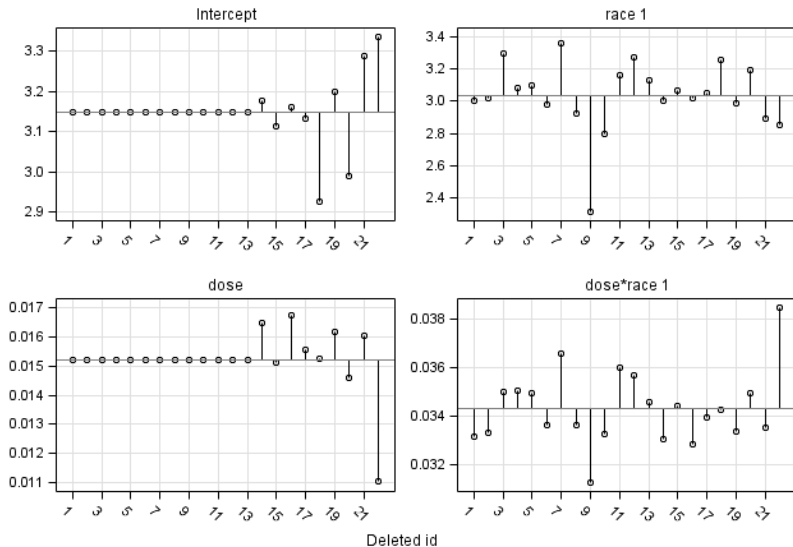 Intercept
3.3
3.2
3.1
3.0
2.9
1 3 5 7 9 11 13 15 17 19 21
race 1
3.4
3.2
3.0
2.8
2.6
2.4
1 3 5 7 9 11 13 15 17 19 21
dose
0.017
0.016
0.015
0.014
0.013
0.012
0.011
1 3 5 7 9 11 13 15 17 19 21
dose*race 1
0.038
0.036
0.034
0.032
1 3 5 7 9 11 13 15 17 19 21
Deleted id